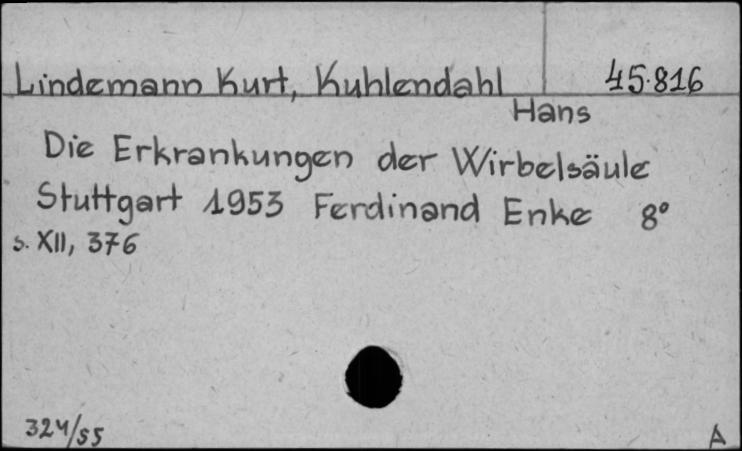 Lindemann Kurt, Kuhlendahl 45.816
Hans
Die Erkrankungen der Wirbelsäule
Stuttgart 1953 Ferdinand Enke 8°
s. XII, 376
324/55
A